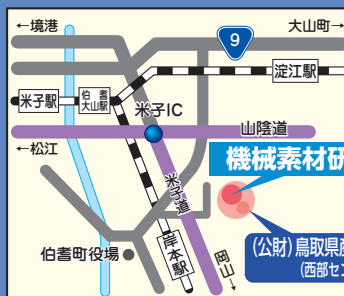 ←境港
大山町→
9
淀江駅
米子駅
伯耆
大山駅
米子IC
山陰道
←松江
機械素材研
米子道
伯耆町役場
岸本駅
岡山→
(公財)鳥取県産
(西部セン